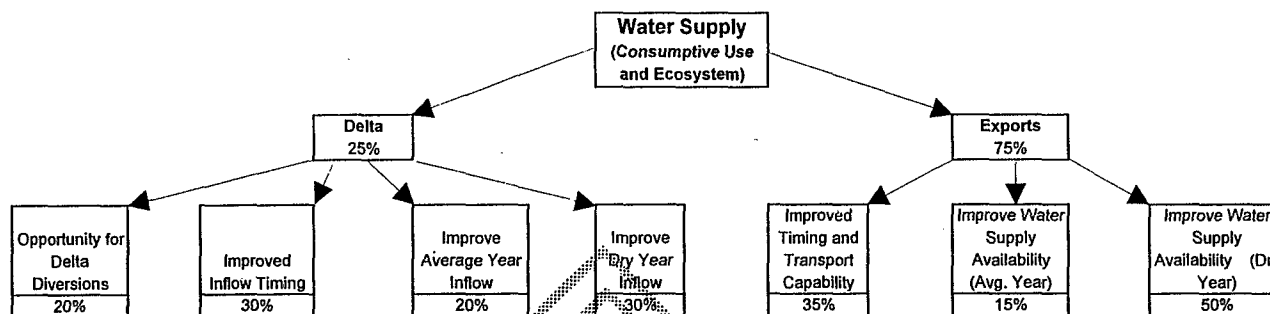 Water Supply
(Consumptive Use
and Ecosystem)
Delta
25%
Exports
75%
Opportunity for
Delta
Diversions
20%
Improved
Inflow Timing
30%
Improve
Average Year
Inflow
20%
Improve
Dry Year
Inflow
30%
Improved
Timing and
Transport
Capability
35%
Improve Water
Supply
Availability
(Avg. Year)
15%
Improve Water
Supply
Availability
Year)
50%